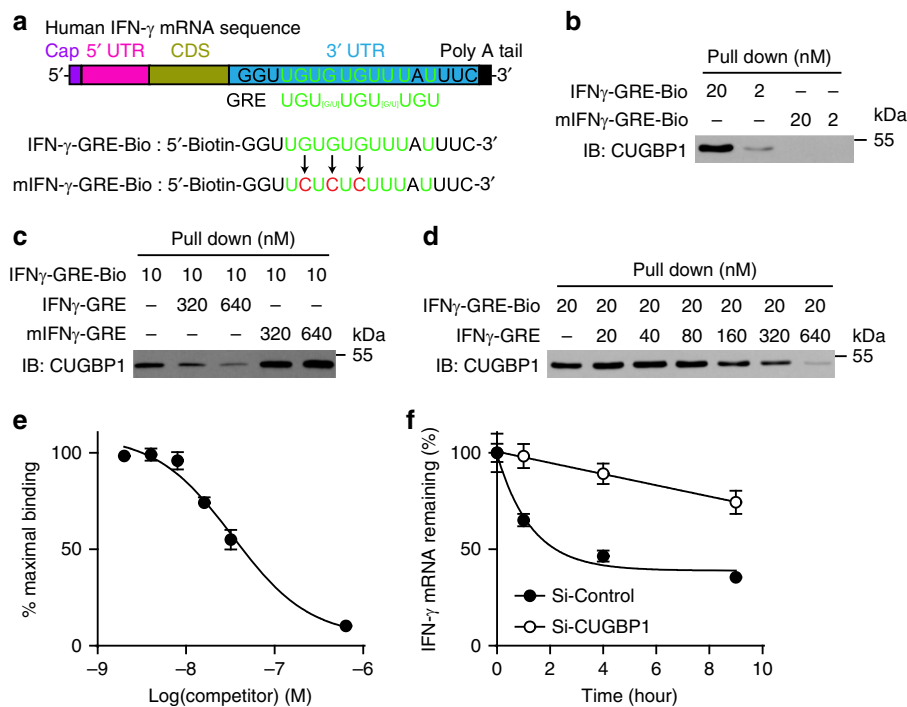 a
Human IFN-γ mRNA sequence
Cap 5′ UTR CDS 3′ UTR Poly A tail
5′- GGUUUGUGUGUUUAUUUC -3′
GRE UGU[G/U]UGU[G/U]UGU
IFN-γ-GRE-Bio : 5′-Biotin-GGUUUGUGUGUUUAUUUC-3′
mIFN-γ-GRE-Bio : 5′-Biotin-GGUUCUCUCUUUAUUUC-3′
b
Pull down (nM)
IFNγ-GRE-Bio 20 2 – –
mIFNγ-GRE-Bio – – 20 2 kDa
IB: CUGBP1 55
c
Pull down (nM)
IFNγ-GRE-Bio 10 10 10 10 10
IFNγ-GRE – 320 640 – –
mIFNγ-GRE – – – 320 640 kDa
IB: CUGBP1 55
d
Pull down (nM)
IFNγ-GRE-Bio 20 20 20 20 20 20 20
IFNγ-GRE – 20 40 80 160 320 640 kDa
IB: CUGBP1 55
e
% maximal binding
100
50
0
–9 –8 –7 –6
Log(competitor) (M)
f
IFN-γ mRNA remaining (%)
100
50
0
Si-Control
Si-CUGBP1
0 2 4 6 8 10
Time (hour)